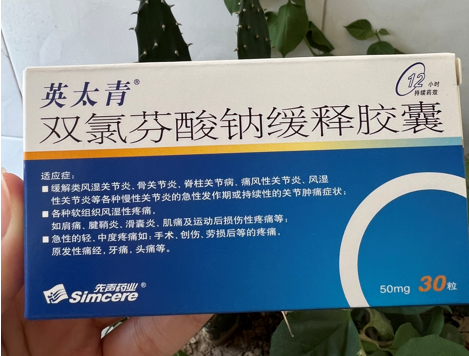 英太青®
12小时
持续药效
双氯芬酸钠缓释胶囊
适应症：
■ 缓解类风湿关节炎、骨关节炎、脊柱关节病、痛风性关节炎、风湿
性关节炎等各种慢性关节炎的急性发作期或持续性的关节肿痛症状；
■ 各种软组织风湿性疼痛，
如肩痛、腱鞘炎、滑囊炎、肌痛及运动后损伤性疼痛等；
■ 急性的轻、中度疼痛如：手术、创伤、劳损后等的疼痛，
原发性痛经、牙痛、头痛等。
先声药业®
Simcere
50mg 30粒